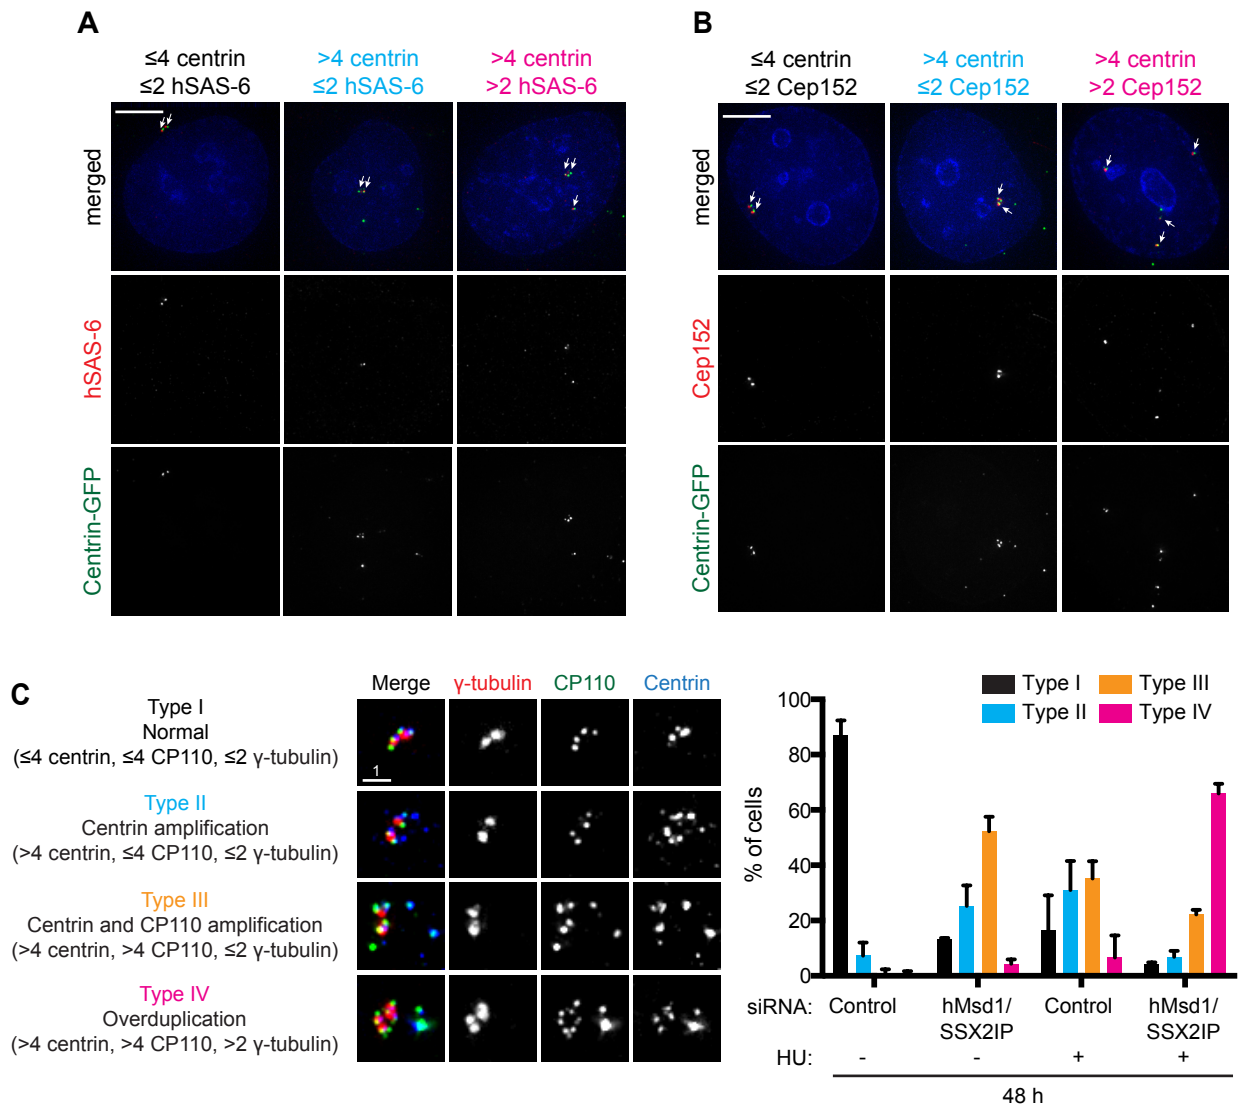 A
≤4 centrin
≤2 hSAS-6
>4 centrin
≤2 hSAS-6
>4 centrin
>2 hSAS-6
merged
hSAS-6
Centrin-GFP
B
≤4 centrin
≤2 Cep152
>4 centrin
≤2 Cep152
>4 centrin
>2 Cep152
merged
Cep152
Centrin-GFP
C
Merge
γ-tubulin
CP110
Centrin
Type I
Normal
(≤4 centrin, ≤4 CP110, ≤2 γ-tubulin)
1
Type II
Centrin amplification
(>4 centrin, ≤4 CP110, ≤2 γ-tubulin)
Type III
Centrin and CP110 amplification
(>4 centrin, >4 CP110, ≤2 γ-tubulin)
Type IV
Overduplication
(>4 centrin, >4 CP110, >2 γ-tubulin)
Type I
Type II
Type III
Type IV
% of cells
100
80
60
40
20
0
siRNA:
Control
hMsd1/
SSX2IP
Control
hMsd1/
SSX2IP
HU:
-
-
+
+
48 h